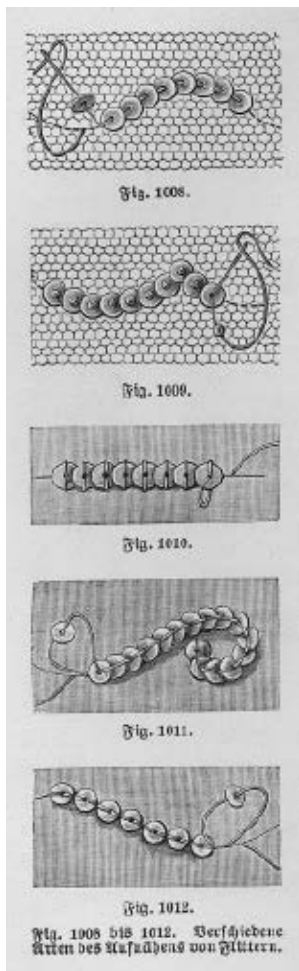 Fig. 1008.
Fig. 1009.
Fig. 1010.
Fig. 1011.
Fig. 1012.
Fig. 1008 bis 1012. Verschiedene
Arten des Aufnähens von Flittern.